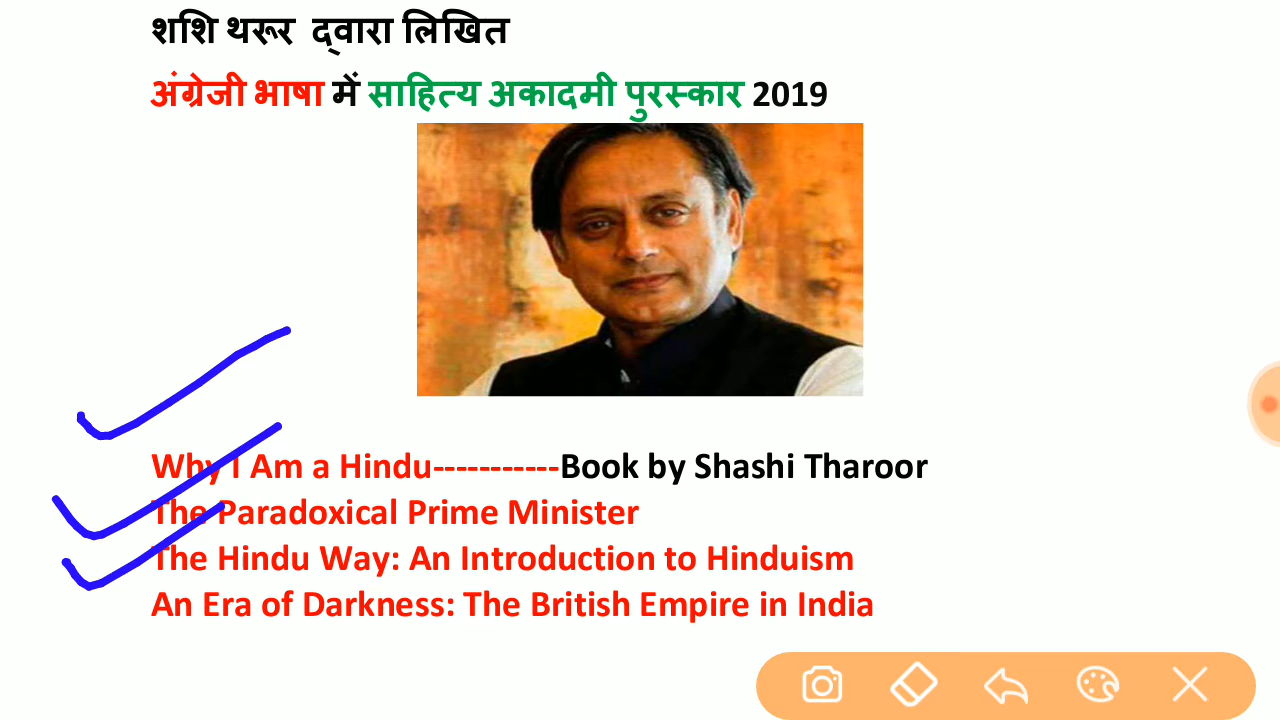 शशि थरूर द्वारा लिखित
अंग्रेजी भाषा में साहित्य अकादमी पुरस्कार 2019
Why I Am a Hindu-----------Book by Shashi Tharoor
The Paradoxical Prime Minister
The Hindu Way: An Introduction to Hinduism
An Era of Darkness: The British Empire in India